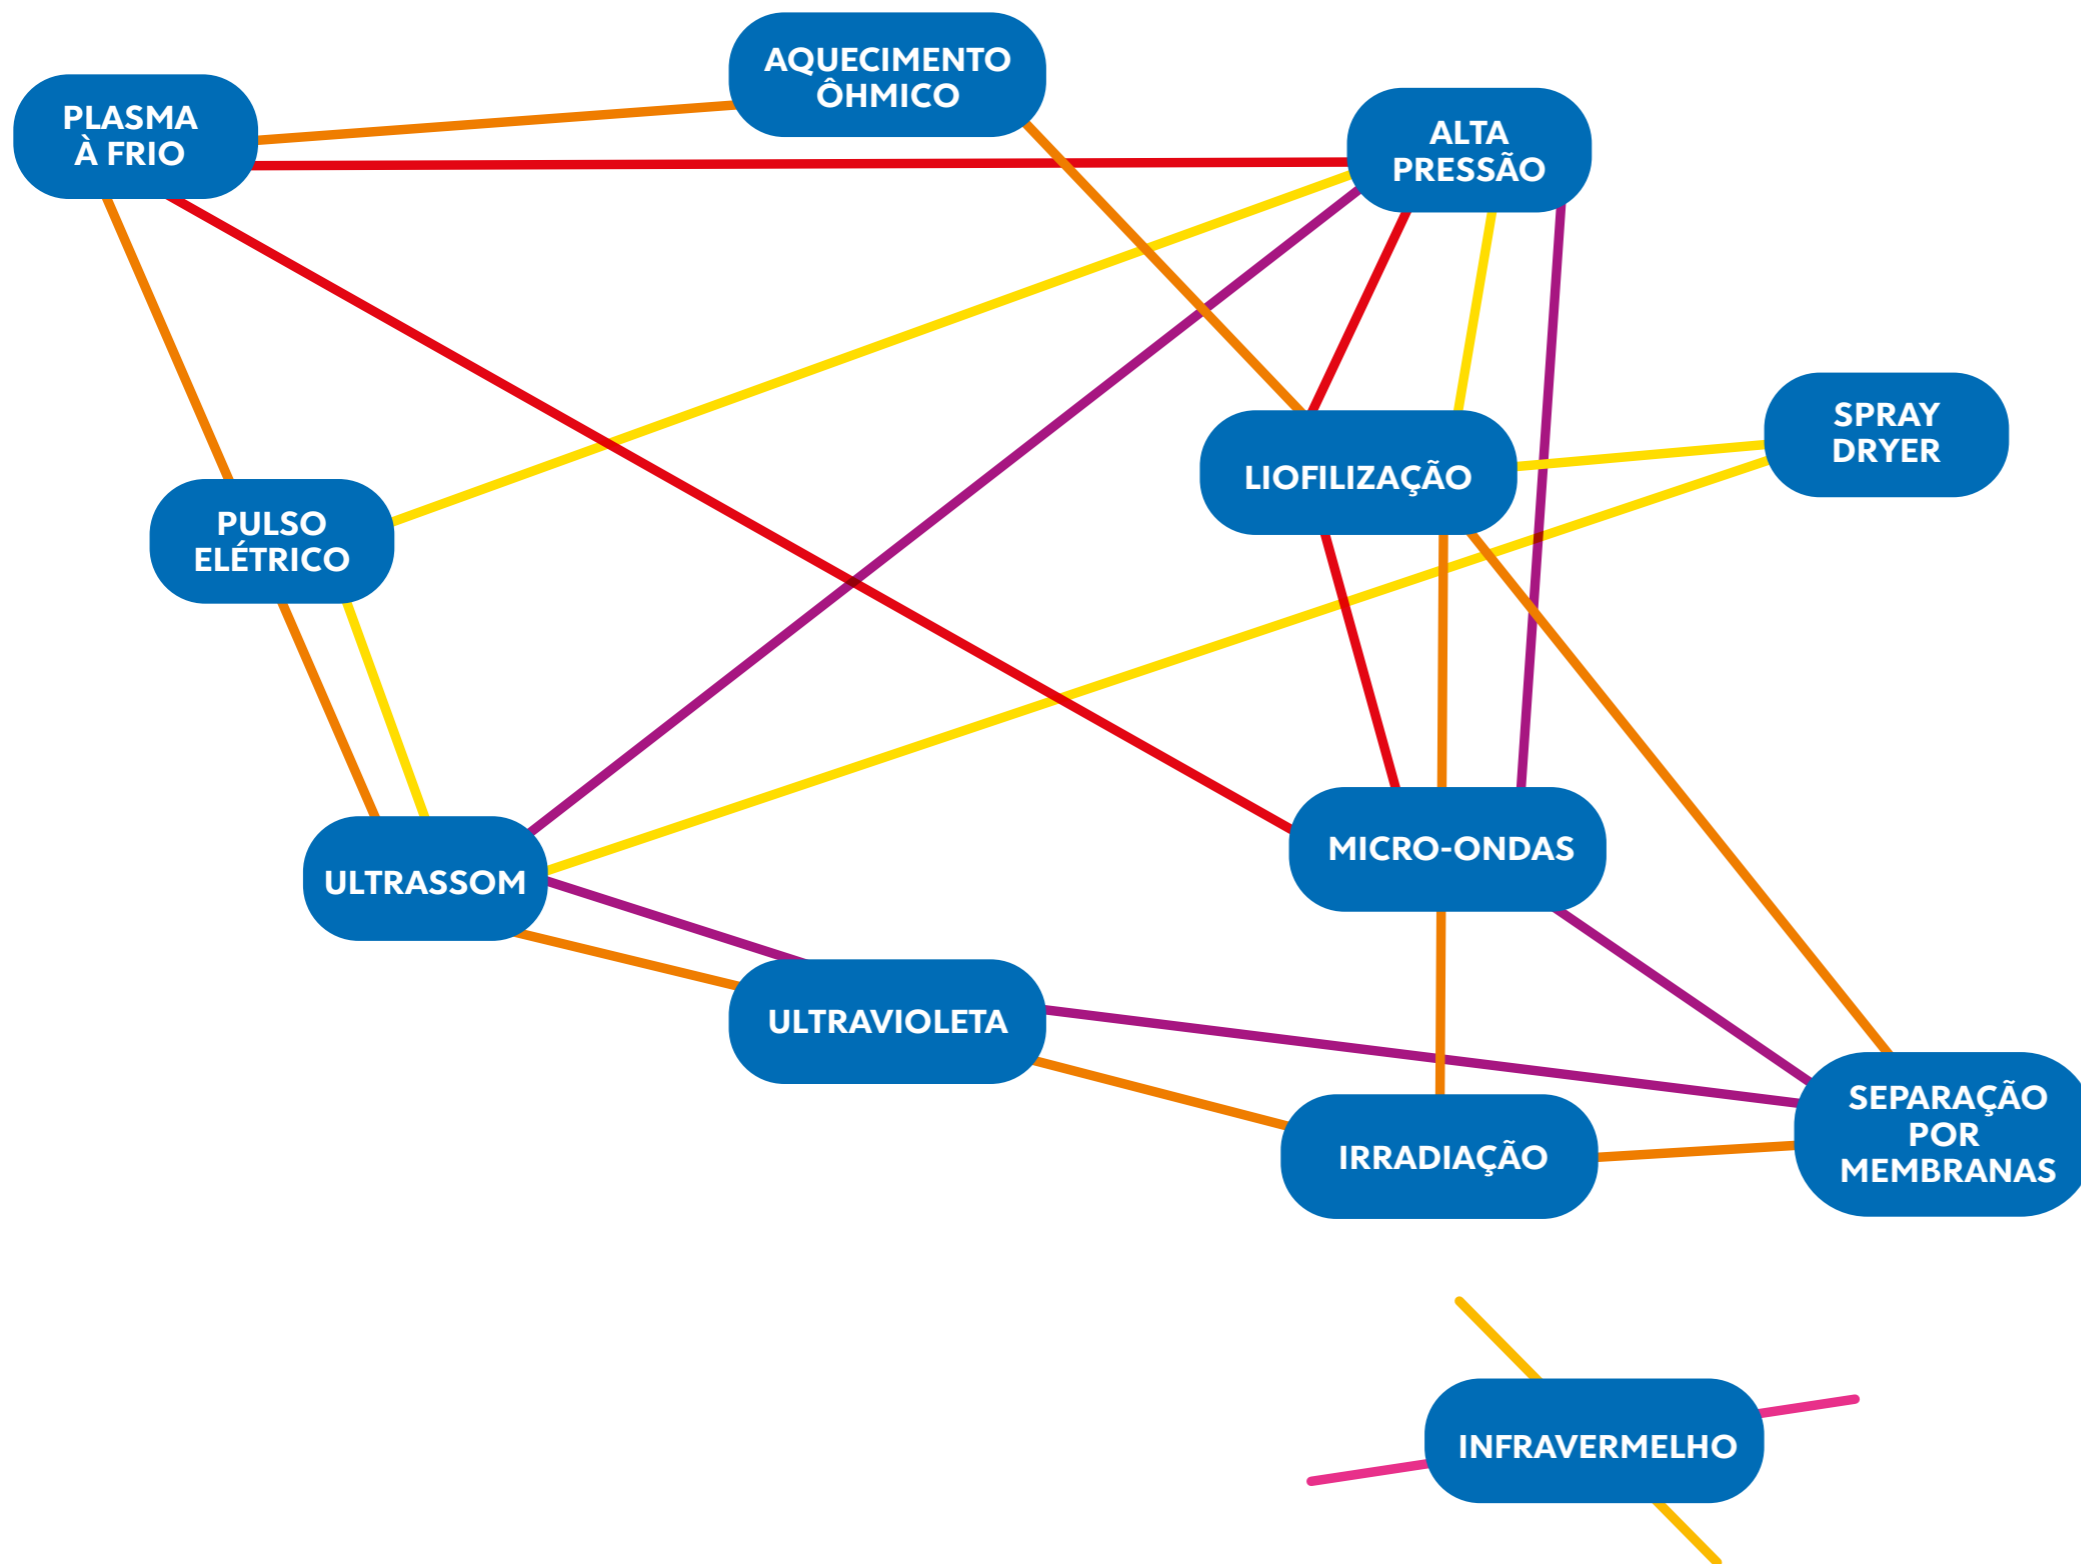 AQUECIMENTO
ÔHMICO
PLASMA
À FRIO
ALTA
PRESSÃO
SPRAY
DRYER
LIOFILIZAÇÃO
PULSO
ELÉTRICO
MICRO-ONDAS
ULTRASSOM
ULTRAVIOLETA
SEPARAÇÃO
POR
MEMBRANAS
IRRADIAÇÃO
INFRAVERMELHO